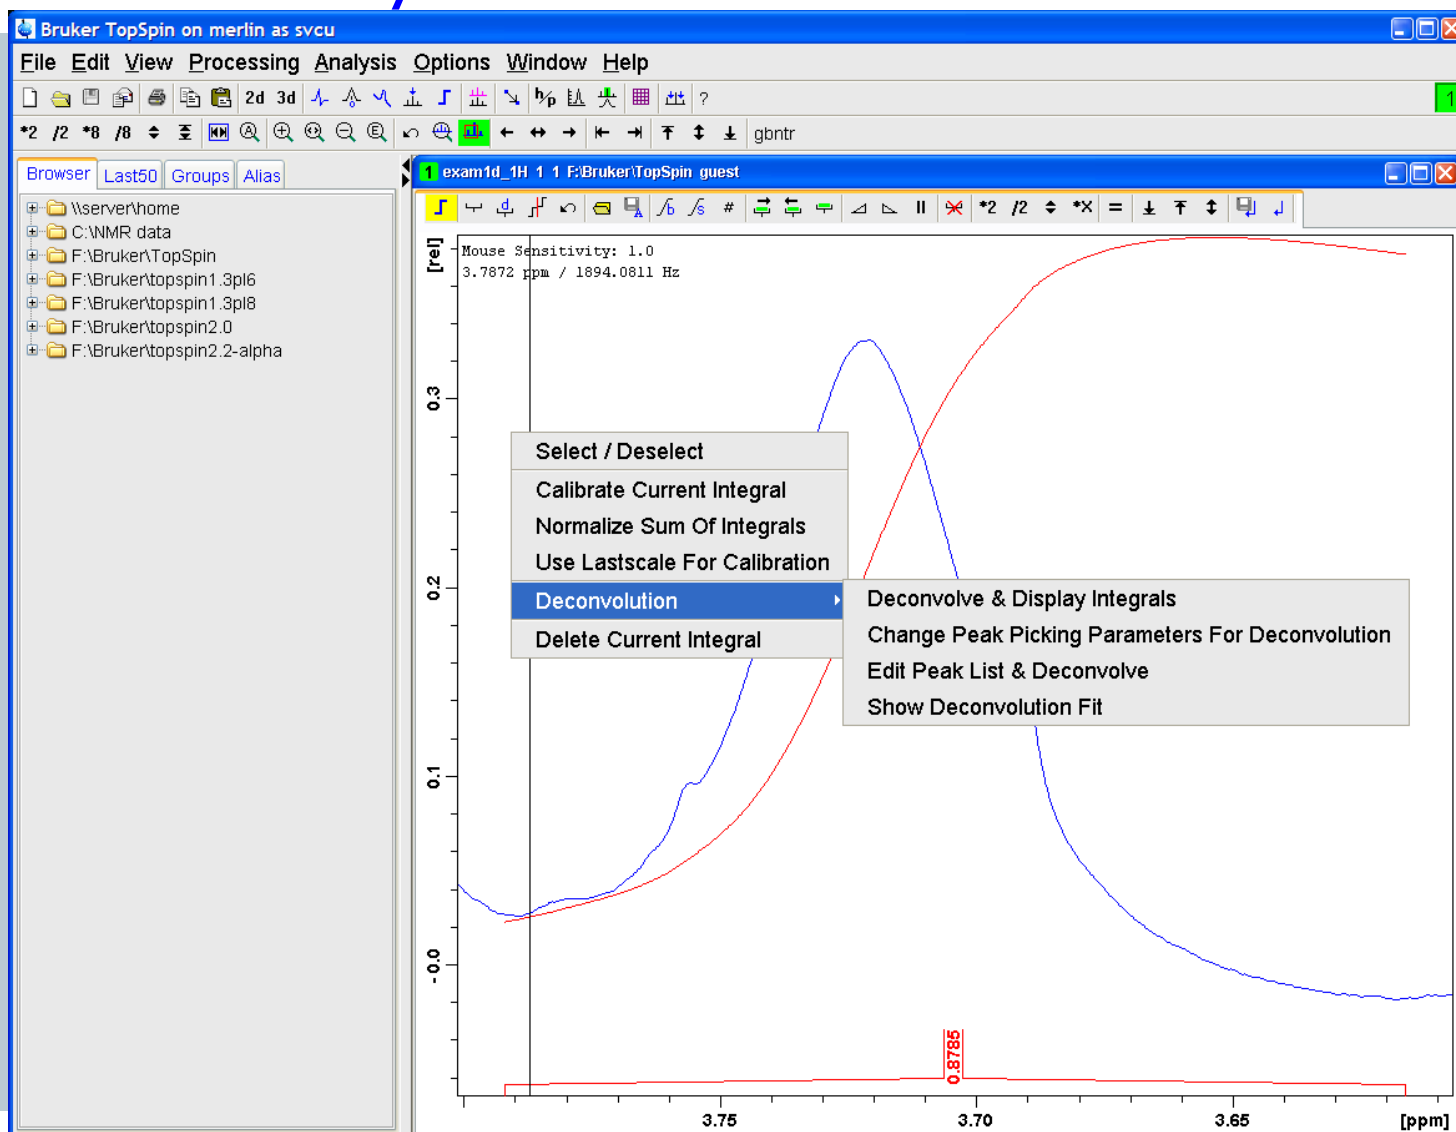 Bruker TopSpin on merlin as svcu
File Edit View Processing Analysis Options Window Help
2d 3d h/p ?
1
*2 /2 *8 /8 A E gbntr
Browser Last50 Groups Alias
\\server\home
C:\NMR data
F:\Bruker\TopSpin
F:\Bruker\topspin1.3pl6
F:\Bruker\topspin1.3pl8
F:\Bruker\topspin2.0
F:\Bruker\topspin2.2-alpha
1 exam1d_1H 1 1 F:\Bruker\TopSpin guest
d /b /s # *2 /2 *X =
[rel]
Mouse Sensitivity: 1.0
3.7872 ppm / 1894.0811 Hz
0.3
0.2
0.1
-0.0
Select / Deselect
Calibrate Current Integral
Normalize Sum Of Integrals
Use Lastscale For Calibration
Deconvolution
Delete Current Integral
Deconvolve & Display Integrals
Change Peak Picking Parameters For Deconvolution
Edit Peak List & Deconvolve
Show Deconvolution Fit
0.8785
3.75 3.70 3.65 [ppm]